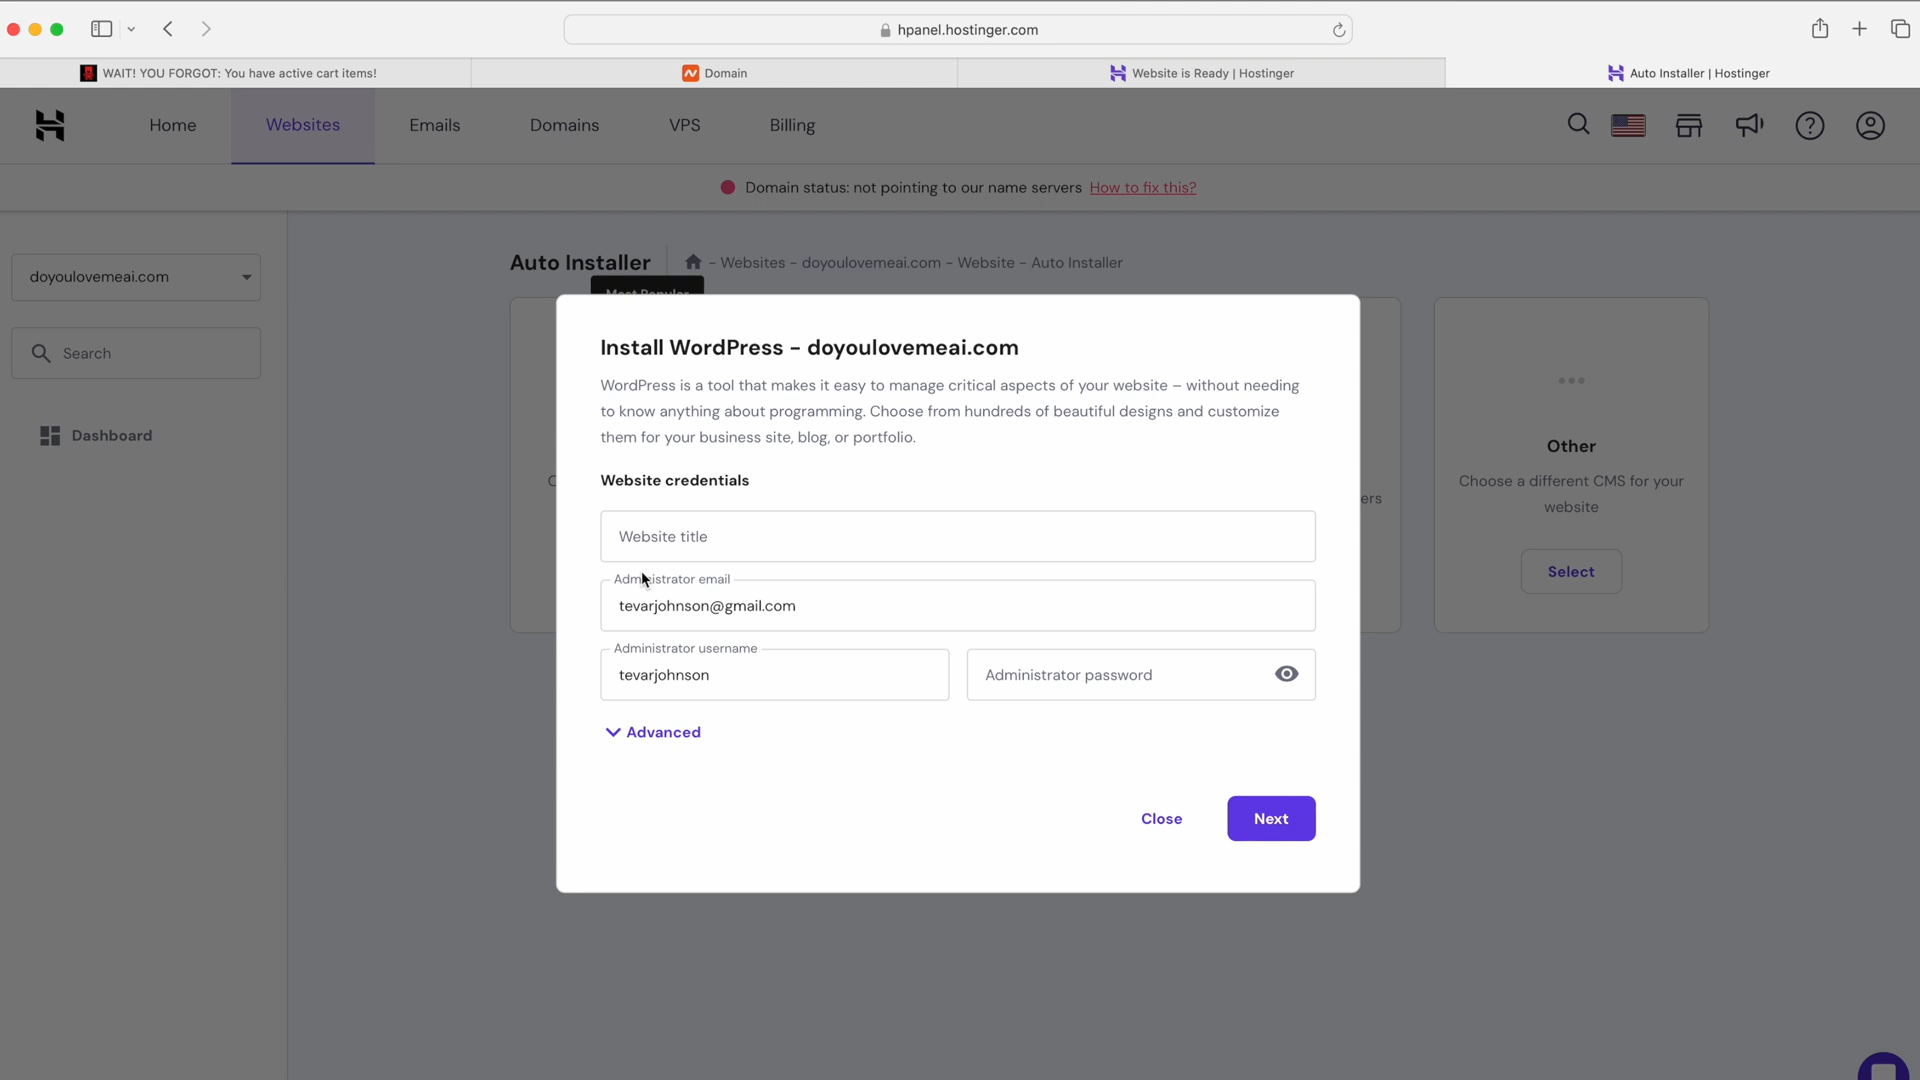 hpanel.hostinger.com
WAIT! YOU FORGOT: You have active cart items!
Domain
Website is Ready | Hostinger
Auto Installer | Hostinger
Home
Websites
Emails
Domains
VPS
Billing
Domain status: not pointing to our name servers How to fix this?
doyoulovemeai.com
Auto Installer
- Websites - doyoulovemeai.com - Website - Auto Installer
Most Popular
Search
Dashboard
Install WordPress - doyoulovemeai.com
WordPress is a tool that makes it easy to manage critical aspects of your website – without needing
to know anything about programming. Choose from hundreds of beautiful designs and customize
them for your business site, blog, or portfolio.
Website credentials
Website title
Administrator email
tevarjohnson@gmail.com
Administrator username
tevarjohnson
Administrator password
Advanced
Close
Next
ers
Other
Choose a different CMS for your
website
Select